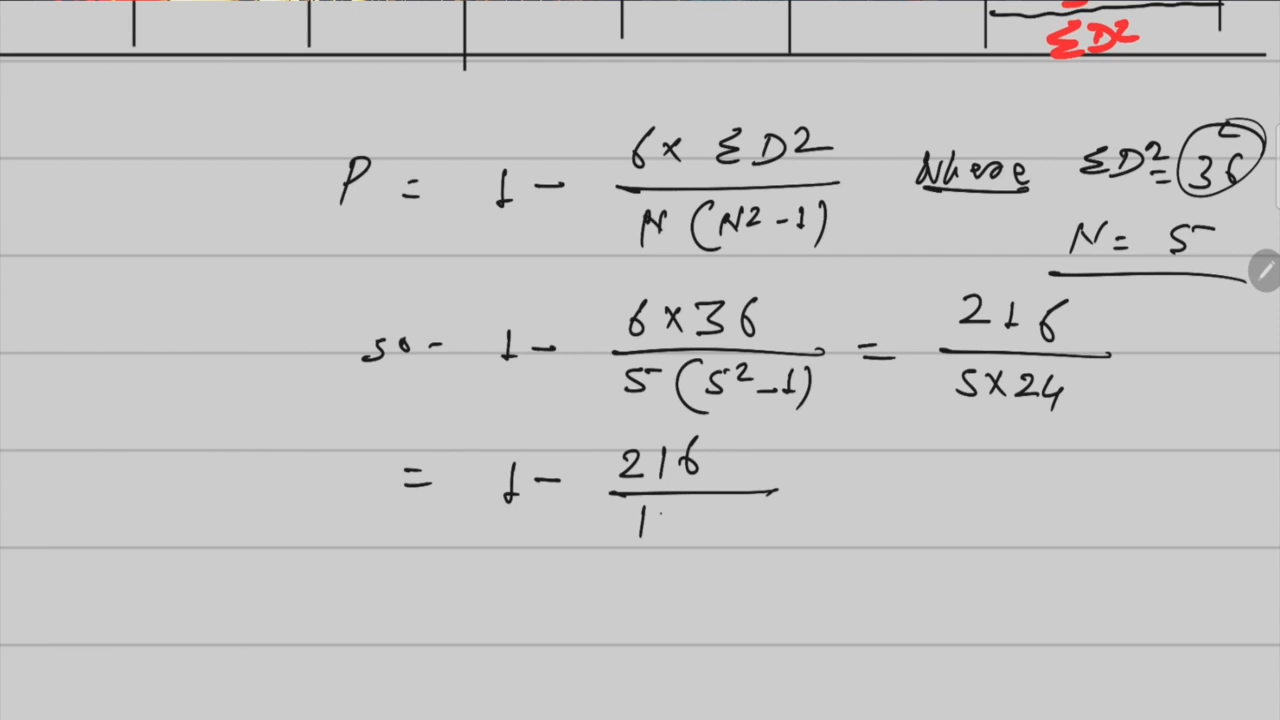 ΣD2
P = 1 - 6 x ΣD2 / N (N2 - 1) Where ΣD2 = 36
N = 5
so - 1 - 6 x 36 / 5 (52 - 1) = 216 / 5 x 24
= 1 - 216 / 1